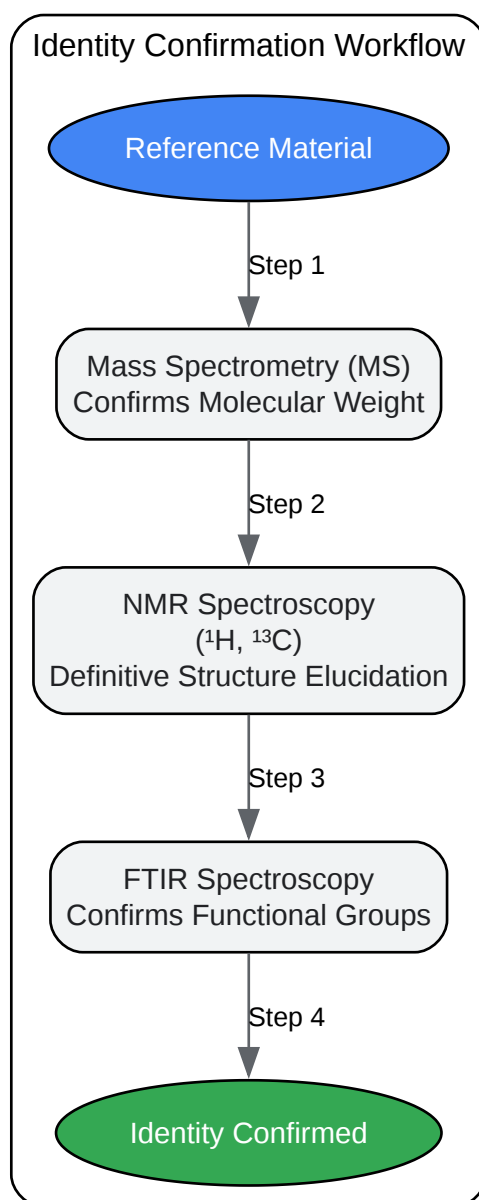 Identity Confirmation Workflow
Reference Material
Step 1
Mass Spectrometry (MS)
Confirms Molecular Weight
Step 2
NMR Spectroscopy
(¹H, ¹³C)
Definitive Structure Elucidation
Step 3
FTIR Spectroscopy
Confirms Functional Groups
Step 4
Identity Confirmed